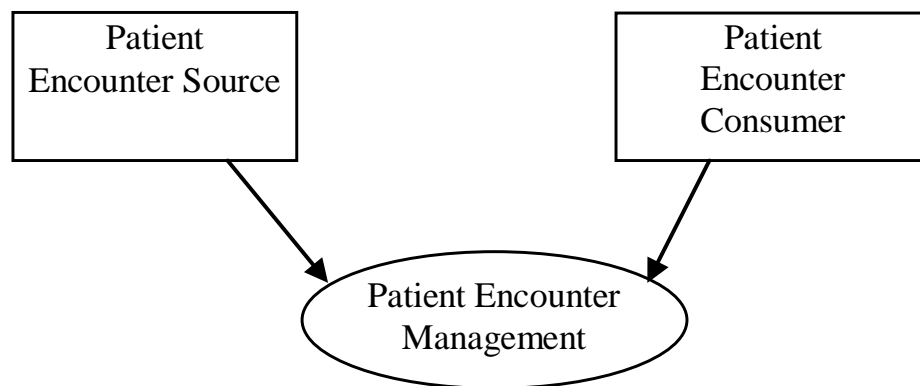 Patient
Encounter Source
Patient
Encounter
Consumer
Patient Encounter
Management